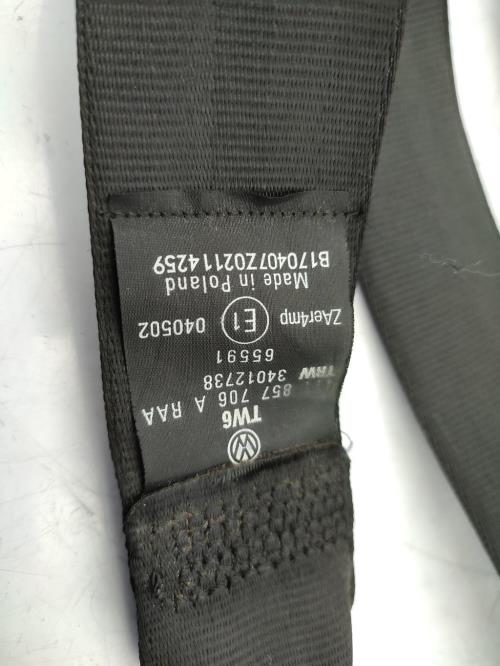 TW6
857 706 A RAA
TRW 34012738
65591
ZAer4mp E1 040502
Made in Poland
B170407Z02114259